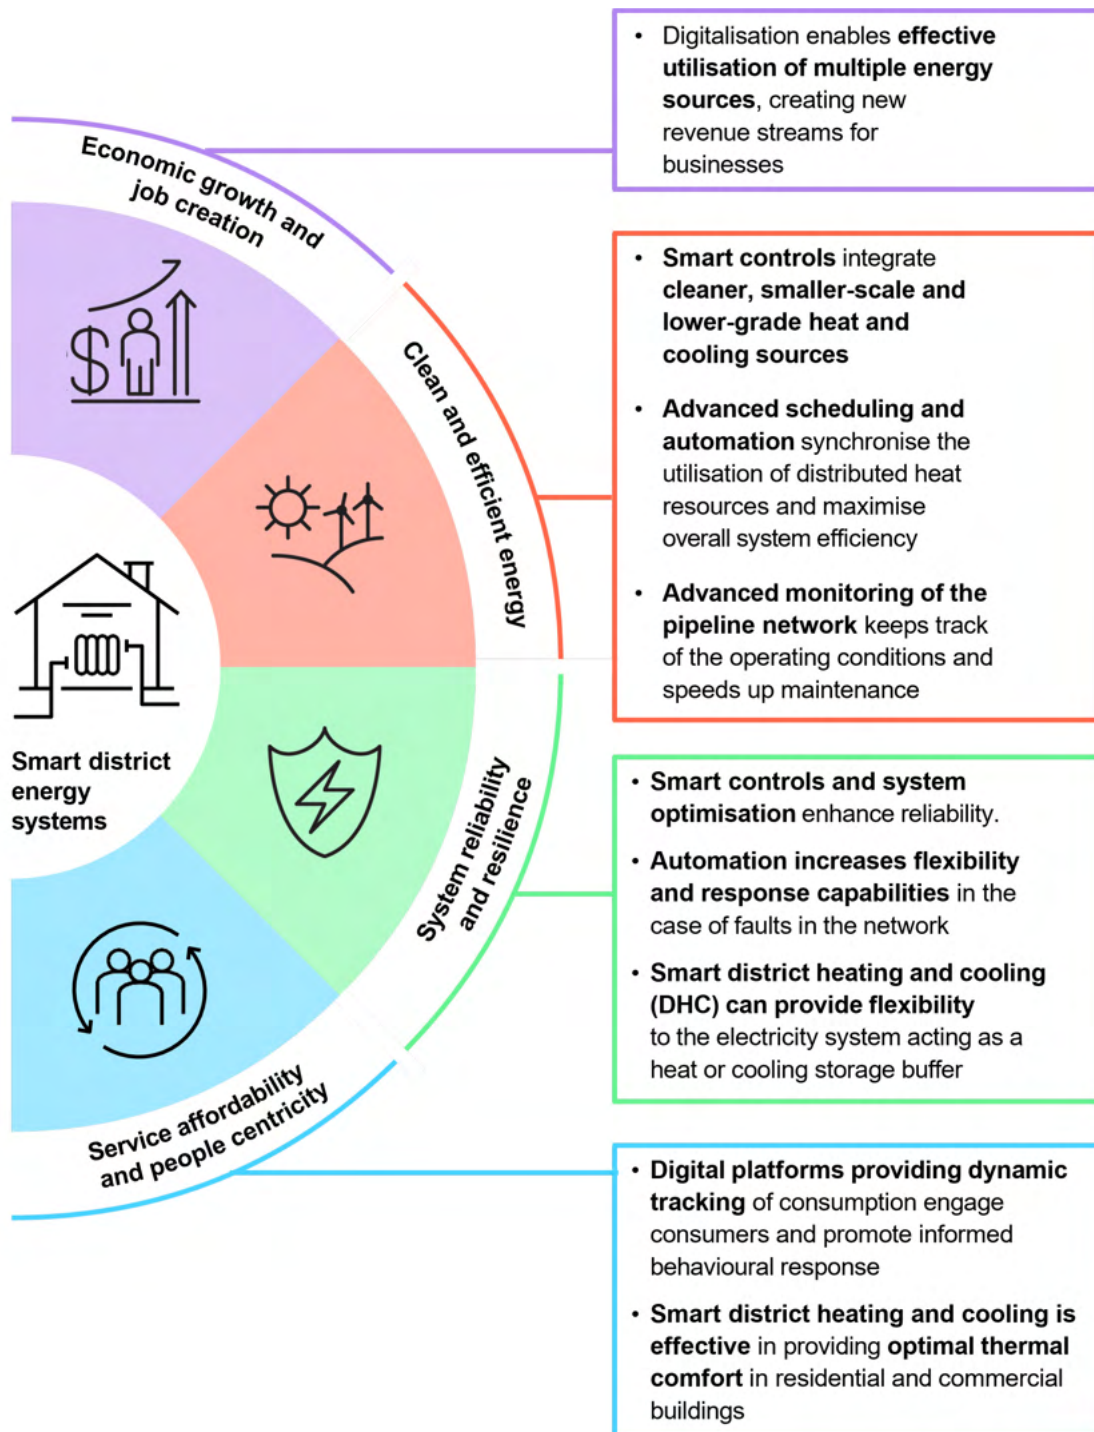 Economic growth and
job creation
• Digitalisation enables effective
utilisation of multiple energy
sources, creating new
revenue streams for
businesses
Clean and efficient energy
• Smart controls integrate
cleaner, smaller-scale and
lower-grade heat and
cooling sources
• Advanced scheduling and
automation synchronise the
utilisation of distributed heat
resources and maximise
overall system efficiency
• Advanced monitoring of the
pipeline network keeps track
of the operating conditions and
speeds up maintenance
Smart district
energy
systems
System reliability
and resilience
• Smart controls and system
optimisation enhance reliability.
• Automation increases flexibility
and response capabilities in the
case of faults in the network
• Smart district heating and cooling
(DHC) can provide flexibility
to the electricity system acting as a
heat or cooling storage buffer
Service affordability
and people centricity
• Digital platforms providing dynamic
tracking of consumption engage
consumers and promote informed
behavioural response
• Smart district heating and cooling is
effective in providing optimal thermal
comfort in residential and commercial
buildings